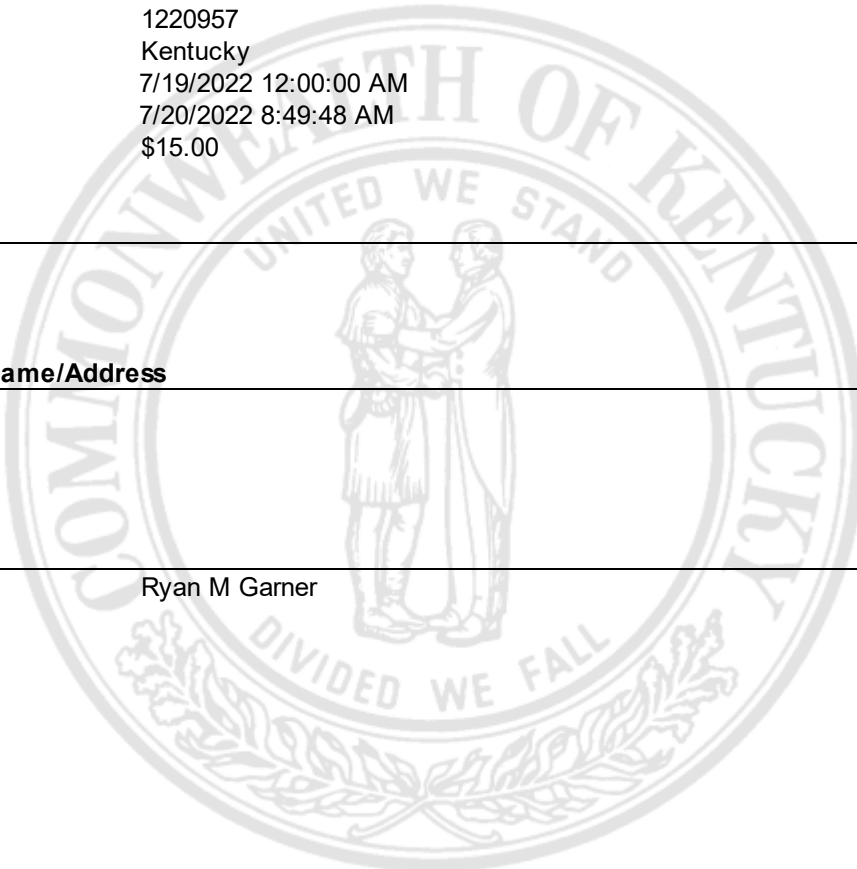 1220957
Kentucky
7/19/2022 12:00:00 AM
7/20/2022 8:49:48 AM
$15.00
COMMONWEALTH OF KENTUCKY
UNITED WE STAND
ame/Address
Ryan M Garner
DIVIDED WE FALL